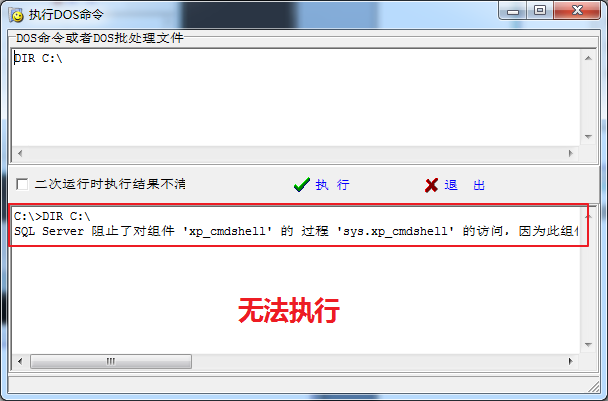 执行DOS命令
DOS命令或者DOS批处理文件
DIR C:\
二次运行时执行结果不清
执 行
退 出
C:\>DIR C:\
SQL Server 阻止了对组件 'xp_cmdshell' 的 过程 'sys.xp_cmdshell' 的访问，因为此组
无法执行